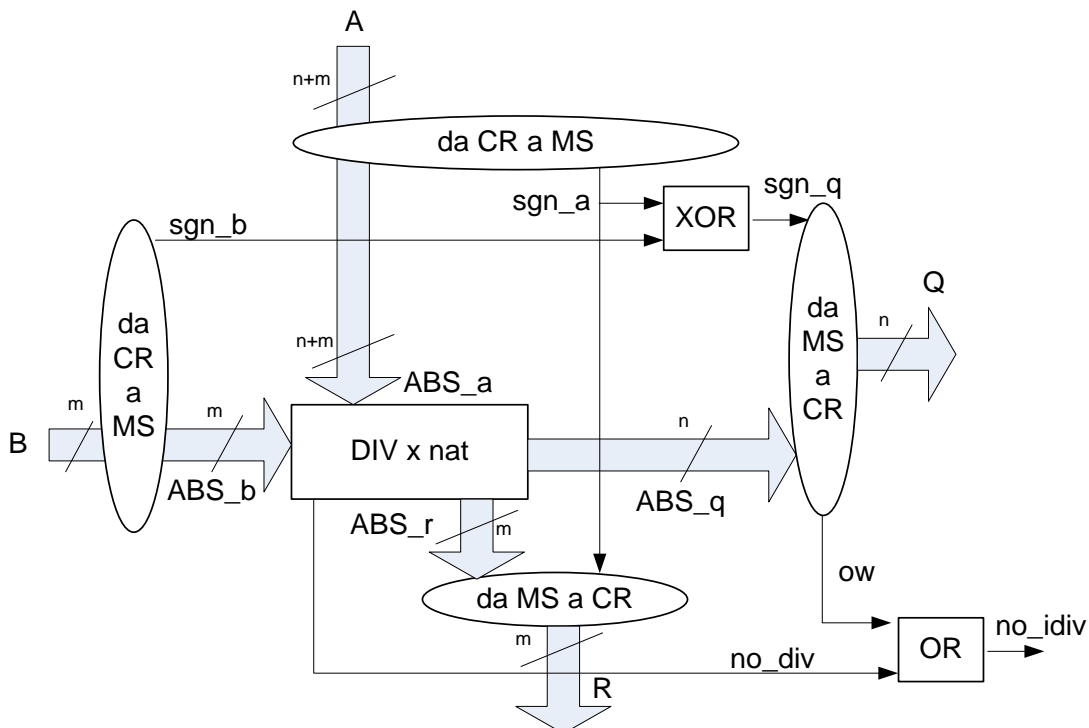 A
n+m
da CR a MS
sgn_a
XOR
sgn_q
sgn_b
da
CR
a
MS
da
MS
a
CR
Q
n
n+m
ABS_a
m
m
B
ABS_b
DIV x nat
n
ABS_q
ABS_r
m
da MS a CR
ow
m
no_div
OR
no_idiv
R